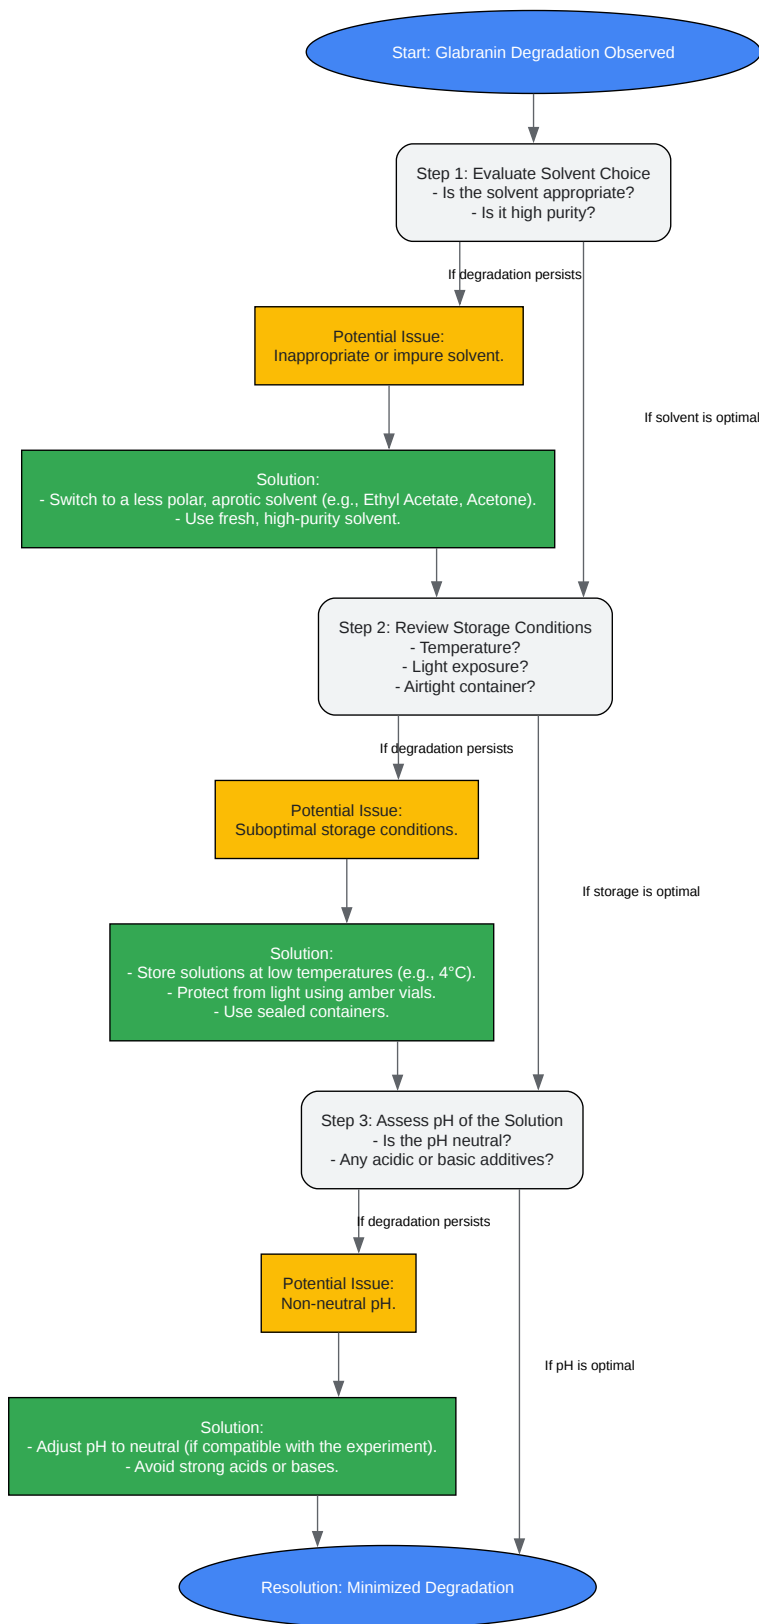 Start: Glabranin Degradation Observed
Step 1: Evaluate Solvent Choice
- Is the solvent appropriate?
- Is it high purity?
If degradation persists
Potential Issue:
Inappropriate or impure solvent.
If solvent is optimal
Solution:
- Switch to a less polar, aprotic solvent (e.g., Ethyl Acetate, Acetone).
- Use fresh, high-purity solvent.
Step 2: Review Storage Conditions
- Temperature?
- Light exposure?
- Airtight container?
If degradation persists
Potential Issue:
Suboptimal storage conditions.
If storage is optimal
Solution:
- Store solutions at low temperatures (e.g., 4°C).
- Protect from light using amber vials.
- Use sealed containers.
Step 3: Assess pH of the Solution
- Is the pH neutral?
- Any acidic or basic additives?
If degradation persists
Potential Issue:
Non-neutral pH.
If pH is optimal
Solution:
- Adjust pH to neutral (if compatible with the experiment).
- Avoid strong acids or bases.
Resolution: Minimized Degradation